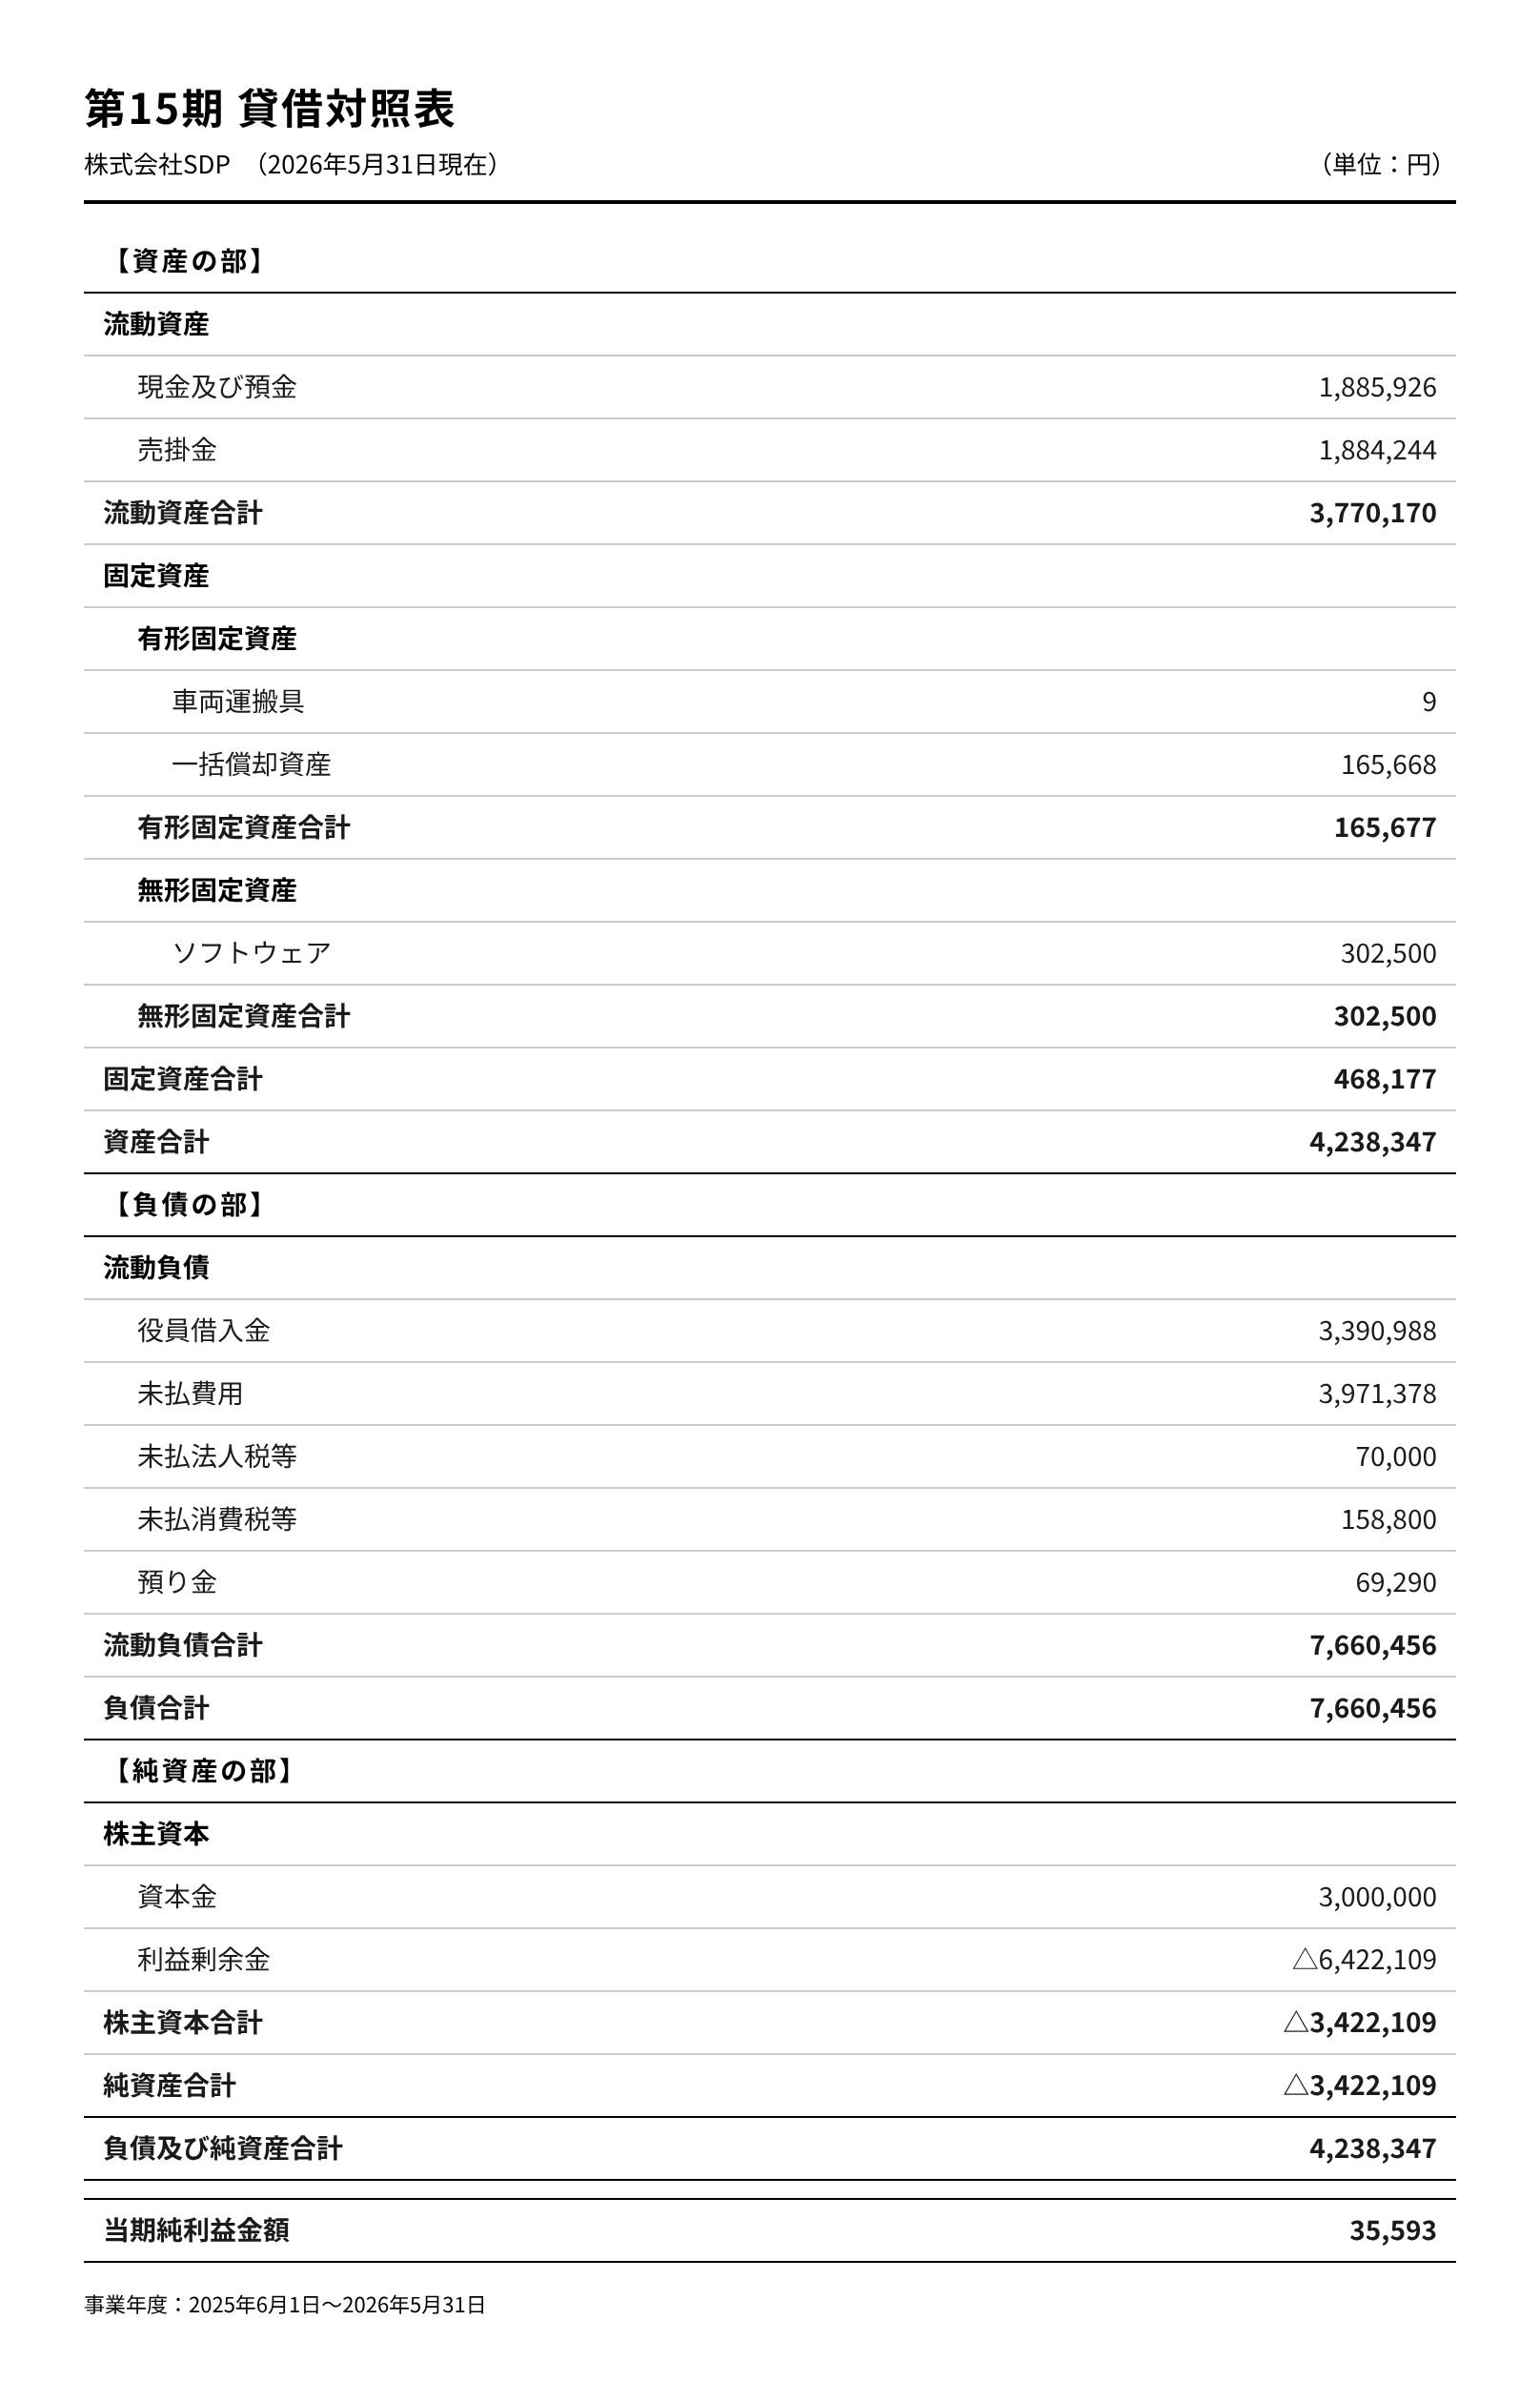 第15期 貸借対照表
株式会社SDP （2026年5月31日現在） （単位：円）
【資産の部】
流動資産
現金及び預金 1,885,926
売掛金 1,884,244
流動資産合計 3,770,170
固定資産
有形固定資産
車両運搬具 9
一括償却資産 165,668
有形固定資産合計 165,677
無形固定資産
ソフトウェア 302,500
無形固定資産合計 302,500
固定資産合計 468,177
資産合計 4,238,347
【負債の部】
流動負債
役員借入金 3,390,988
未払費用 3,971,378
未払法人税等 70,000
未払消費税等 158,800
預り金 69,290
流動負債合計 7,660,456
負債合計 7,660,456
【純資産の部】
株主資本
資本金 3,000,000
利益剰余金 △6,422,109
株主資本合計 △3,422,109
純資産合計 △3,422,109
負債及び純資産合計 4,238,347
当期純利益金額 35,593
事業年度：2025年6月1日～2026年5月31日